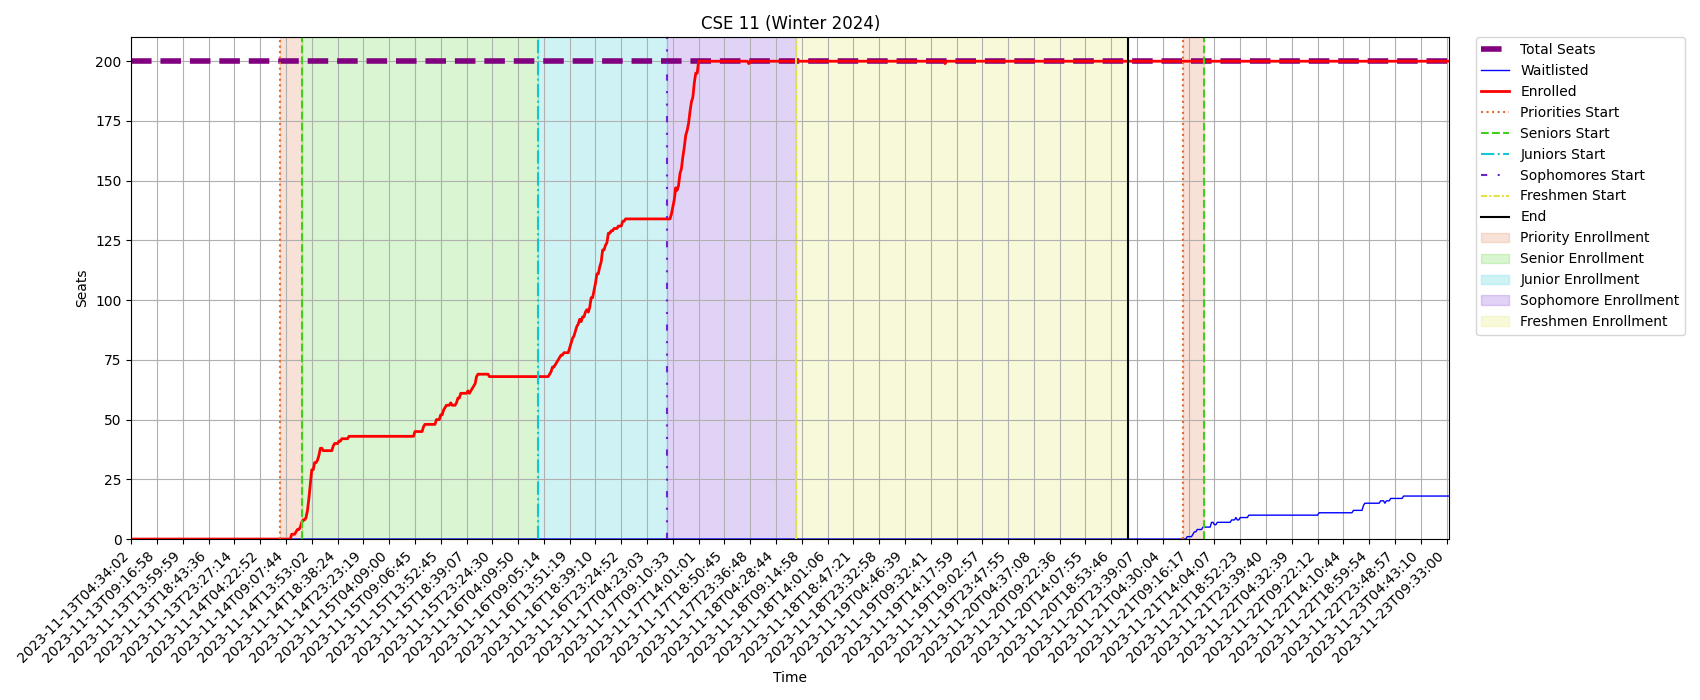 CSE 11 (Winter 2024)
Seats
200
175
150
125
100
75
50
25
0
2023-11-13T04:34:02
2023-11-13T09:16:58
2023-11-13T13:59:59
2023-11-13T18:43:36
2023-11-13T23:27:14
2023-11-14T04:22:52
2023-11-14T09:07:44
2023-11-14T13:53:02
2023-11-14T18:38:24
2023-11-14T23:23:19
2023-11-15T04:09:00
2023-11-15T09:06:45
2023-11-15T13:52:45
2023-11-15T18:39:07
2023-11-15T23:24:30
2023-11-16T04:09:50
2023-11-16T09:05:14
2023-11-16T13:51:19
2023-11-16T18:39:10
2023-11-16T23:24:52
2023-11-17T04:23:03
2023-11-17T09:10:33
2023-11-17T14:01:01
2023-11-17T18:50:45
2023-11-17T23:36:48
2023-11-18T04:28:44
2023-11-18T09:14:58
2023-11-18T14:01:06
2023-11-18T18:47:21
2023-11-18T23:32:58
2023-11-19T04:46:39
2023-11-19T09:32:41
2023-11-19T14:17:59
2023-11-19T19:02:57
2023-11-19T23:47:55
2023-11-20T04:37:08
2023-11-20T09:22:36
2023-11-20T14:07:55
2023-11-20T18:53:46
2023-11-20T23:39:07
2023-11-21T04:30:04
2023-11-21T09:16:17
2023-11-21T14:04:07
2023-11-21T18:52:23
2023-11-21T23:39:40
2023-11-22T04:32:39
2023-11-22T09:22:12
2023-11-22T14:10:44
2023-11-22T18:59:54
2023-11-22T23:48:57
2023-11-23T04:43:10
2023-11-23T09:33:00
Time
Total Seats
Waitlisted
Enrolled
Priorities Start
Seniors Start
Juniors Start
Sophomores Start
Freshmen Start
End
Priority Enrollment
Senior Enrollment
Junior Enrollment
Sophomore Enrollment
Freshmen Enrollment